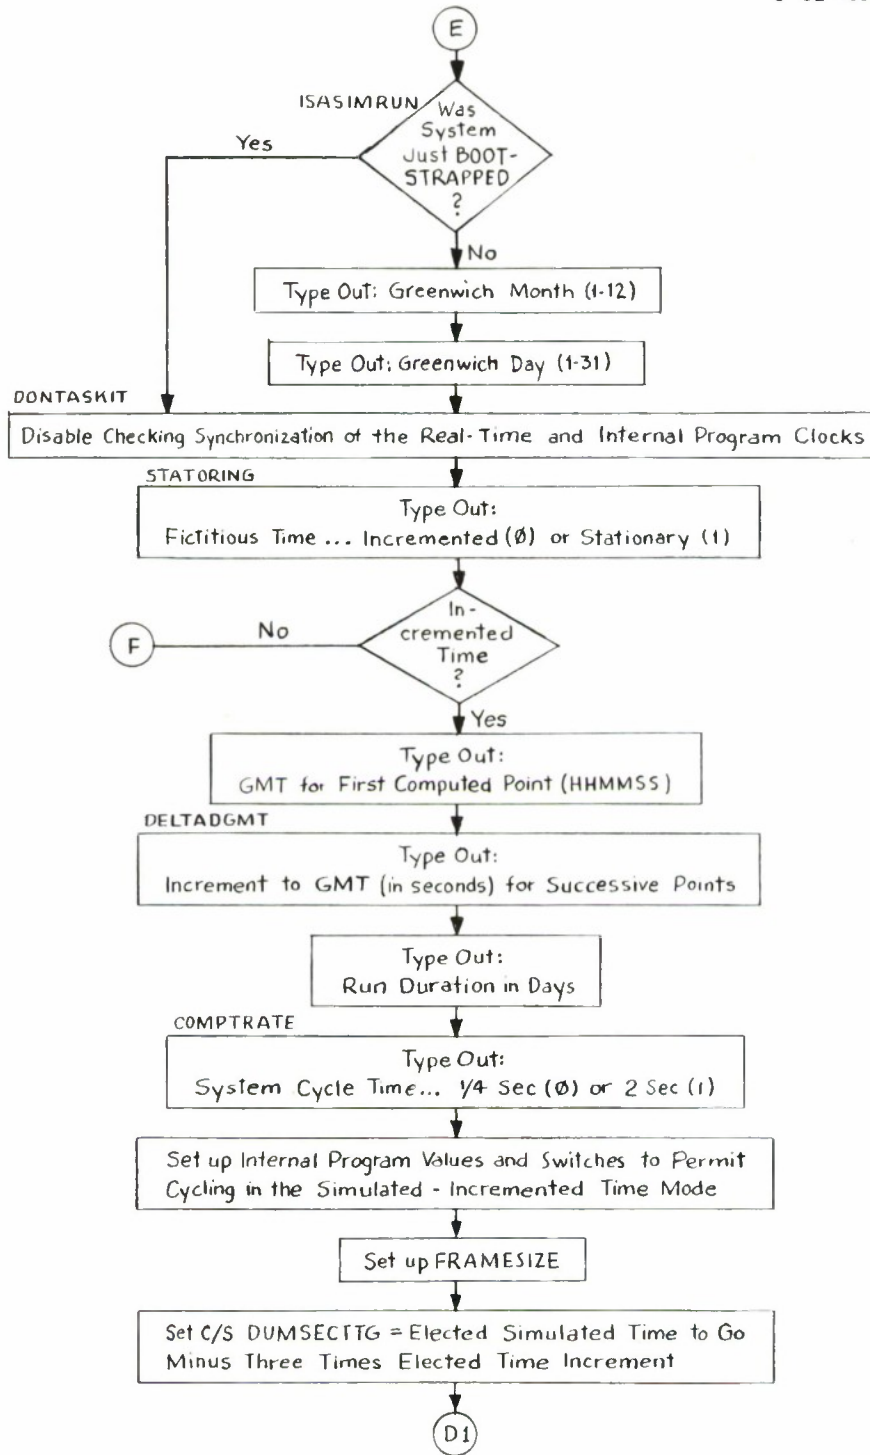 E
ISASIMRUN
Was
System
Just BOOT-
STRAPPED
?
Yes
No
Type Out: Greenwich Month (1-12)
Type Out: Greenwich Day (1-31)
DONTASKIT
Disable Checking Synchronization of the Real-Time and Internal Program Clocks
STATORING
Type Out:
Fictitious Time ... Incremented (Ø) or Stationary (1)
In-
cremented
Time
?
No
F
Yes
Type Out:
GMT for First Computed Point (HHMMSS)
DELTADGMT
Type Out:
Increment to GMT (in seconds) for Successive Points
Type Out:
Run Duration in Days
COMPTRATE
Type Out:
System Cycle Time... 1/4 Sec (Ø) or 2 Sec (1)
Set up Internal Program Values and Switches to Permit
Cycling in the Simulated - Incremented Time Mode
Set up FRAMESIZE
Set C/S DUMSECTTG = Elected Simulated Time to Go
Minus Three Times Elected Time Increment
D1